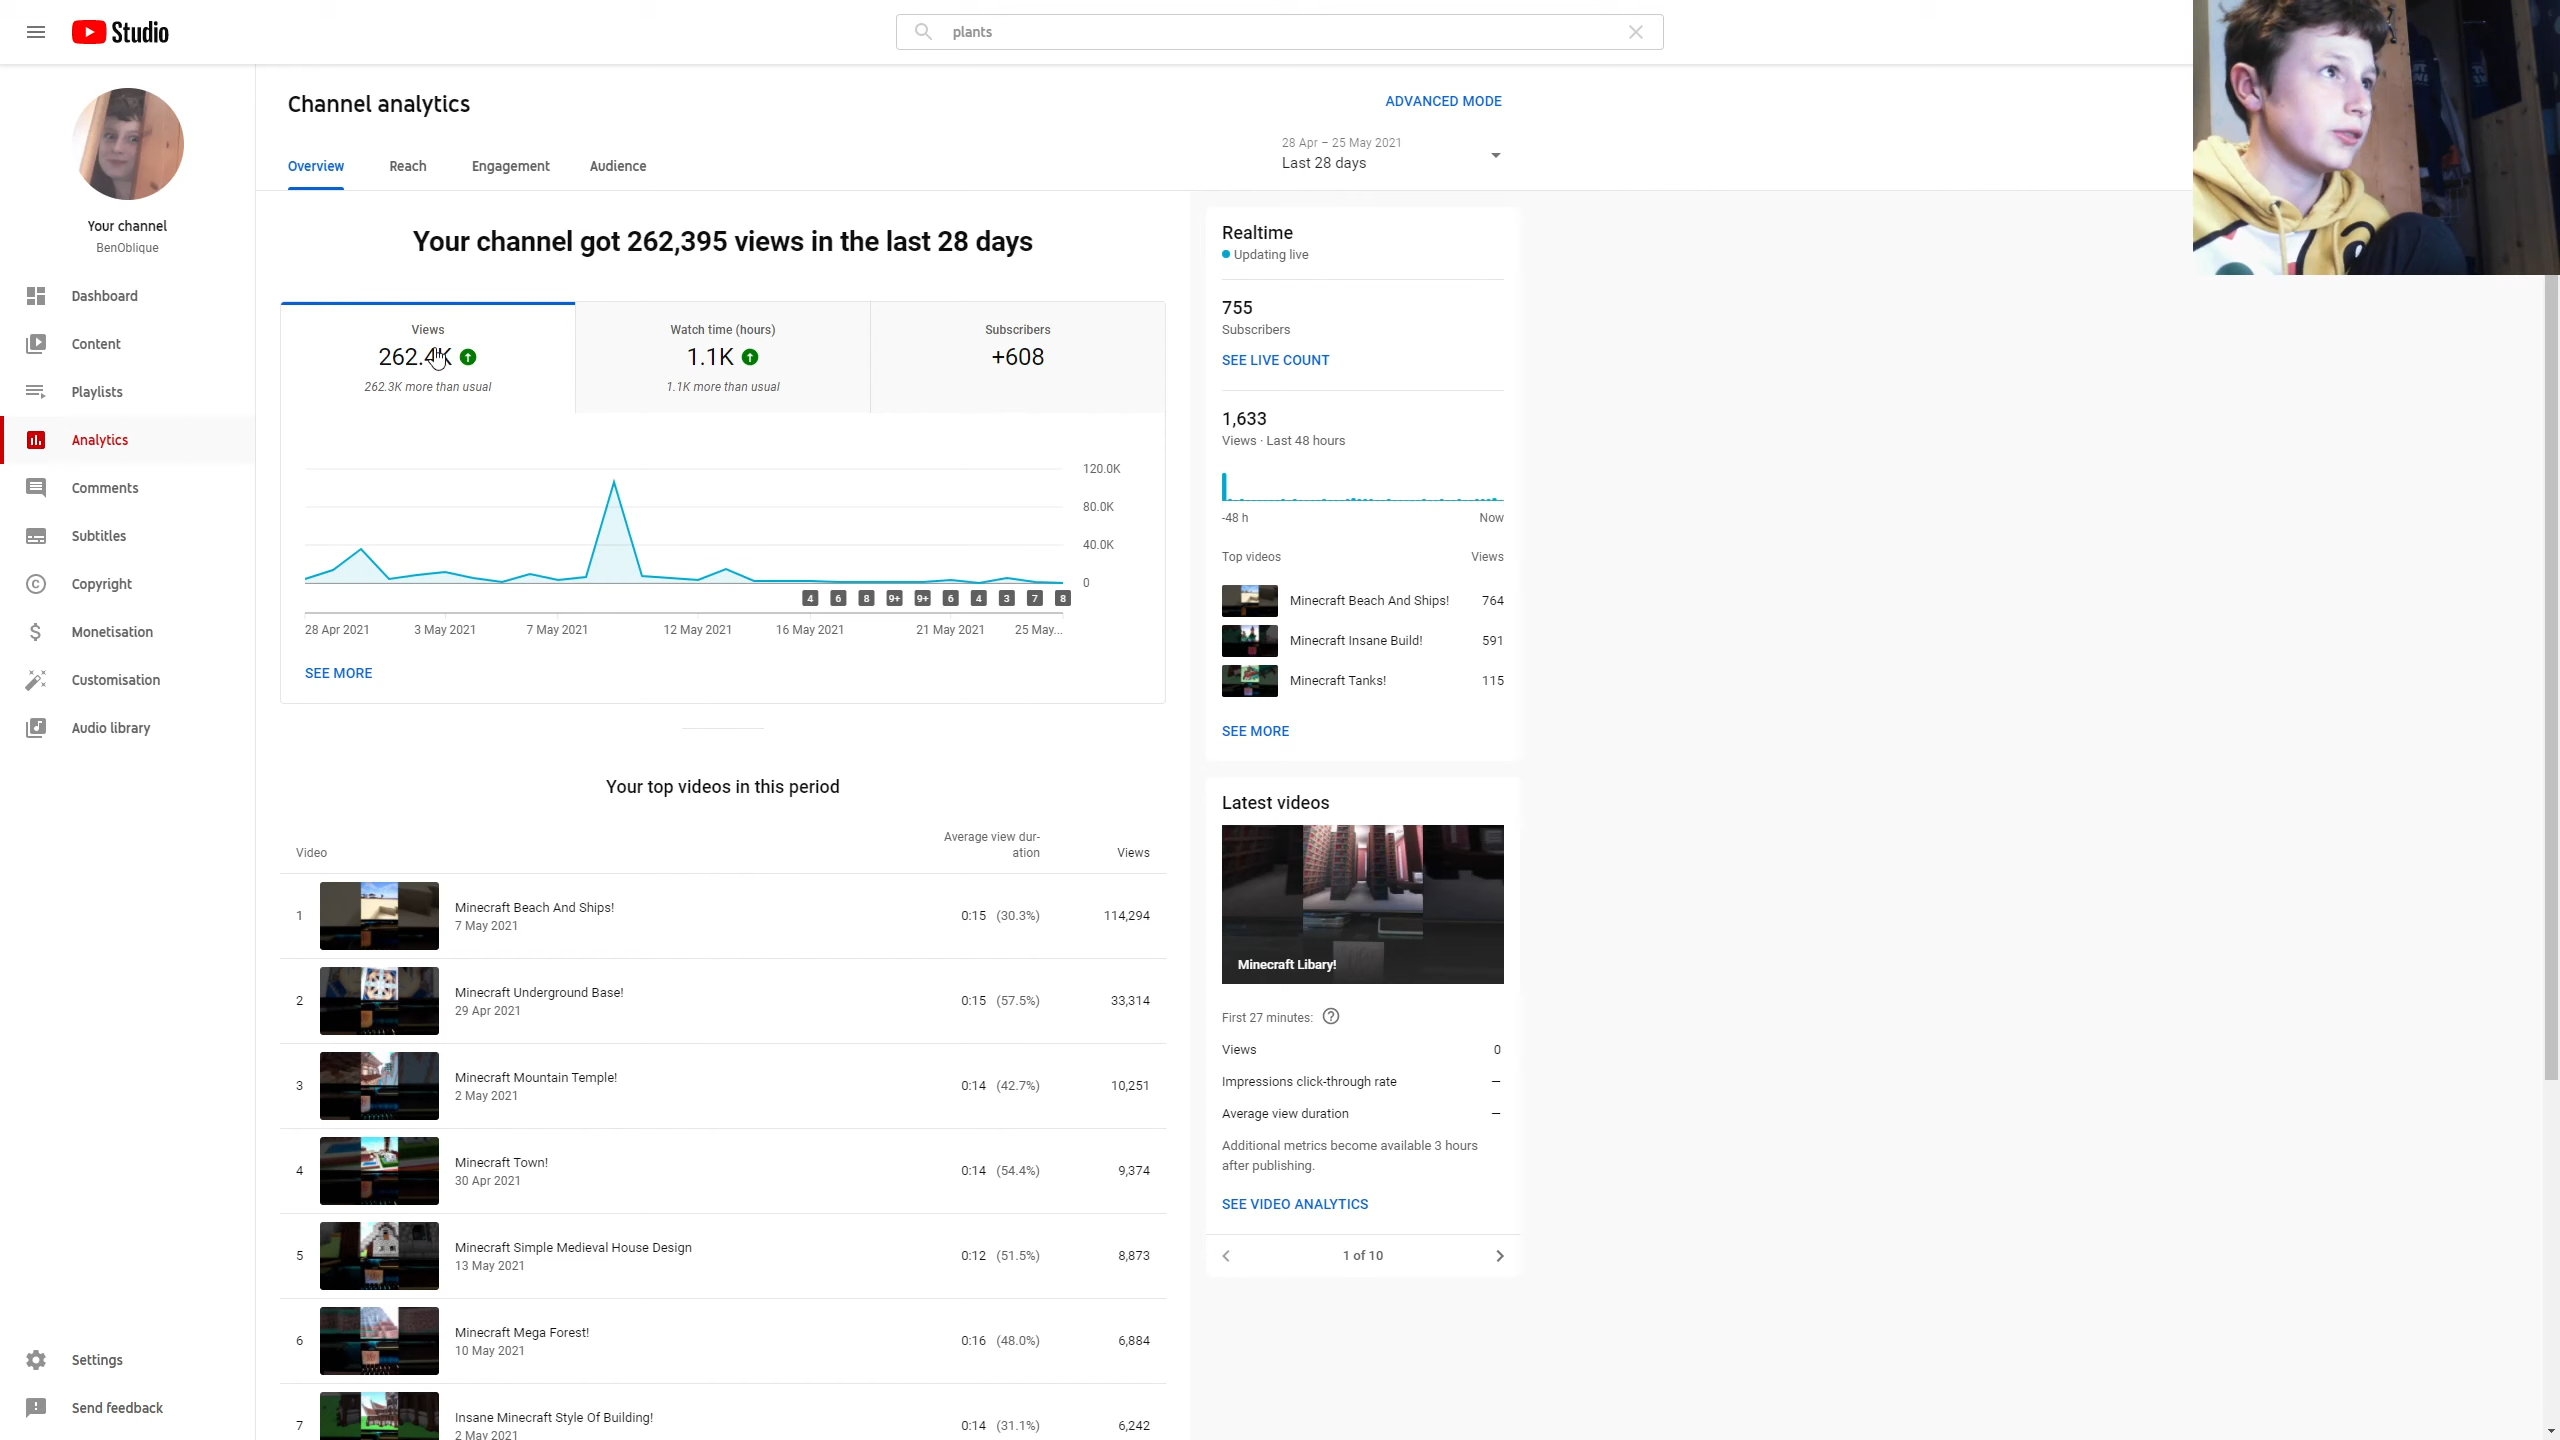 Studio
plants
Your channel
BenOblique
Dashboard
Content
Playlists
Analytics
Comments
Subtitles
Copyright
Monetisation
Customisation
Audio library
Settings
Send feedback
Channel analytics
ADVANCED MODE
28 Apr – 25 May 2021
Last 28 days
Overview
Reach
Engagement
Audience
Your channel got 262,395 views in the last 28 days
Views
262.4K
262.3K more than usual
Watch time (hours)
1.1K
1.1K more than usual
Subscribers
+608
120.0K
80.0K
40.0K
0
4 6 8 9+ 9+ 6 4 3 7 8
28 Apr 2021 3 May 2021 7 May 2021 12 May 2021 16 May 2021 21 May 2021 25 May...
SEE MORE
Your top videos in this period
Video
Average view dur-
ation
Views
1 Minecraft Beach And Ships! 0:15 (30.3%) 114,294
7 May 2021
2 Minecraft Underground Base! 0:15 (57.5%) 33,314
29 Apr 2021
3 Minecraft Mountain Temple! 0:14 (42.7%) 10,251
2 May 2021
4 Minecraft Town! 0:14 (54.4%) 9,374
30 Apr 2021
5 Minecraft Simple Medieval House Design 0:12 (51.5%) 8,873
13 May 2021
6 Minecraft Mega Forest! 0:16 (48.0%) 6,884
10 May 2021
7 Insane Minecraft Style Of Building! 0:14 (31.1%) 6,242
2 May 2021
Realtime
Updating live
755
Subscribers
SEE LIVE COUNT
1,633
Views · Last 48 hours
-48 h Now
Top videos Views
Minecraft Beach And Ships! 764
Minecraft Insane Build! 591
Minecraft Tanks! 115
SEE MORE
Latest videos
Minecraft Libary!
First 27 minutes:
Views 0
Impressions click-through rate –
Average view duration –
Additional metrics become available 3 hours
after publishing.
SEE VIDEO ANALYTICS
1 of 10